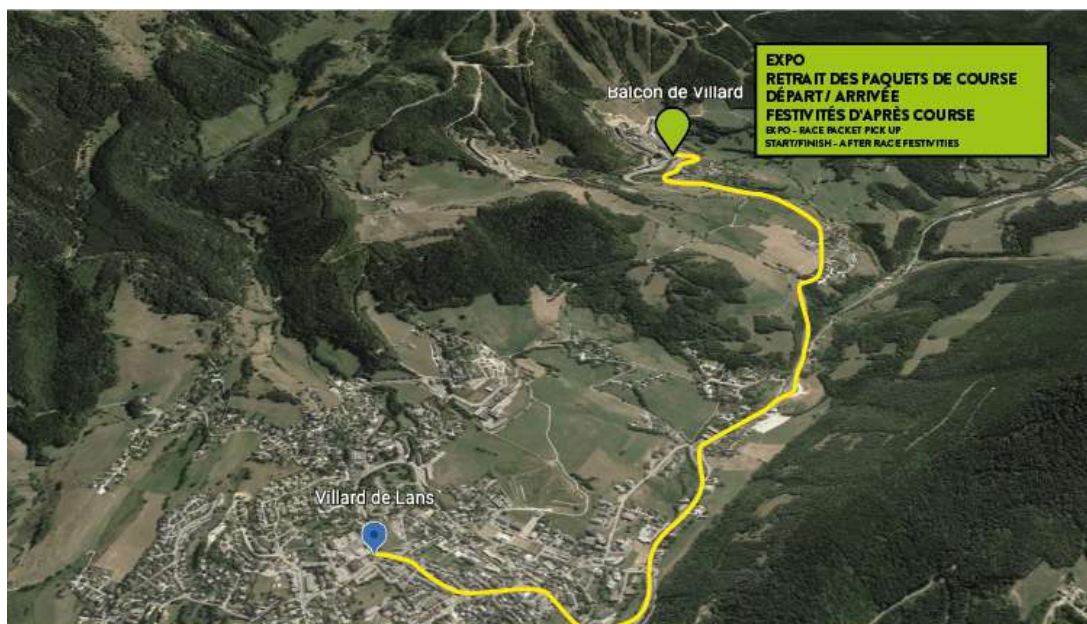 Balcon de Villard
EXPO
RETRAIT DES PAQUETS DE COURSE
DÉPART / ARRIVÉE
FESTIVITÉS D'APRÈS COURSE
EXPO - RACE PACKET PICK UP
START/FINISH - AFTER RACE FESTIVITIES
Villard de Lans